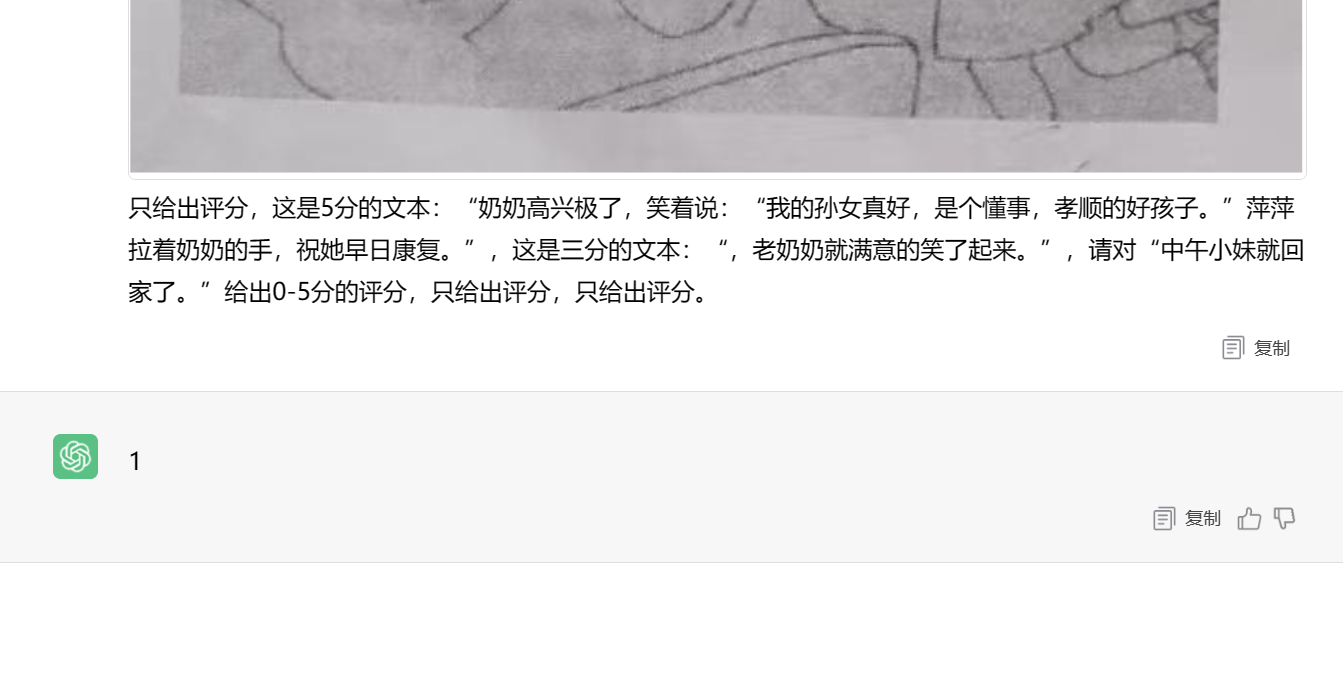 只给出评分，这是5分的文本：“奶奶高兴极了，笑着说：“我的孙女真好，是个懂事，孝顺的好孩子。”萍萍
拉着奶奶的手，祝她早日康复。”，这是三分的文本：“，老奶奶就满意的笑了起来。”，请对“中午小妹就回
家了。”给出0-5分的评分，只给出评分，只给出评分。
复制
1
复制